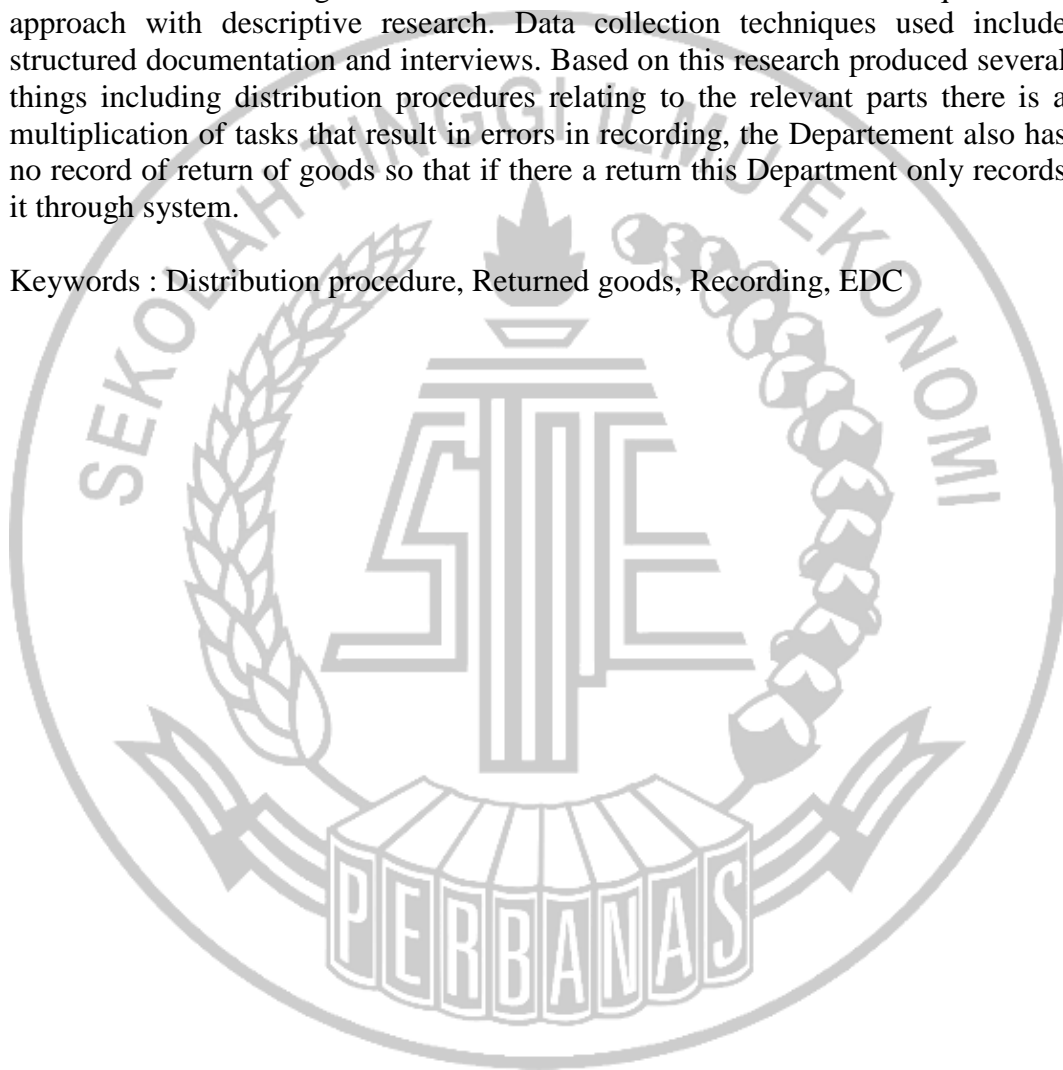 approach with descriptive research. Data collection techniques used include
structured documentation and interviews. Based on this research produced several
things including distribution procedures relating to the relevant parts there is a
multiplication of tasks that result in errors in recording, the Departement also has
no record of return of goods so that if there a return this Department only records
it through system.
Keywords : Distribution procedure, Returned goods, Recording, EDC
SEKOLAH TINGGI ILMU EKONOMI
STIE
PERBANAS